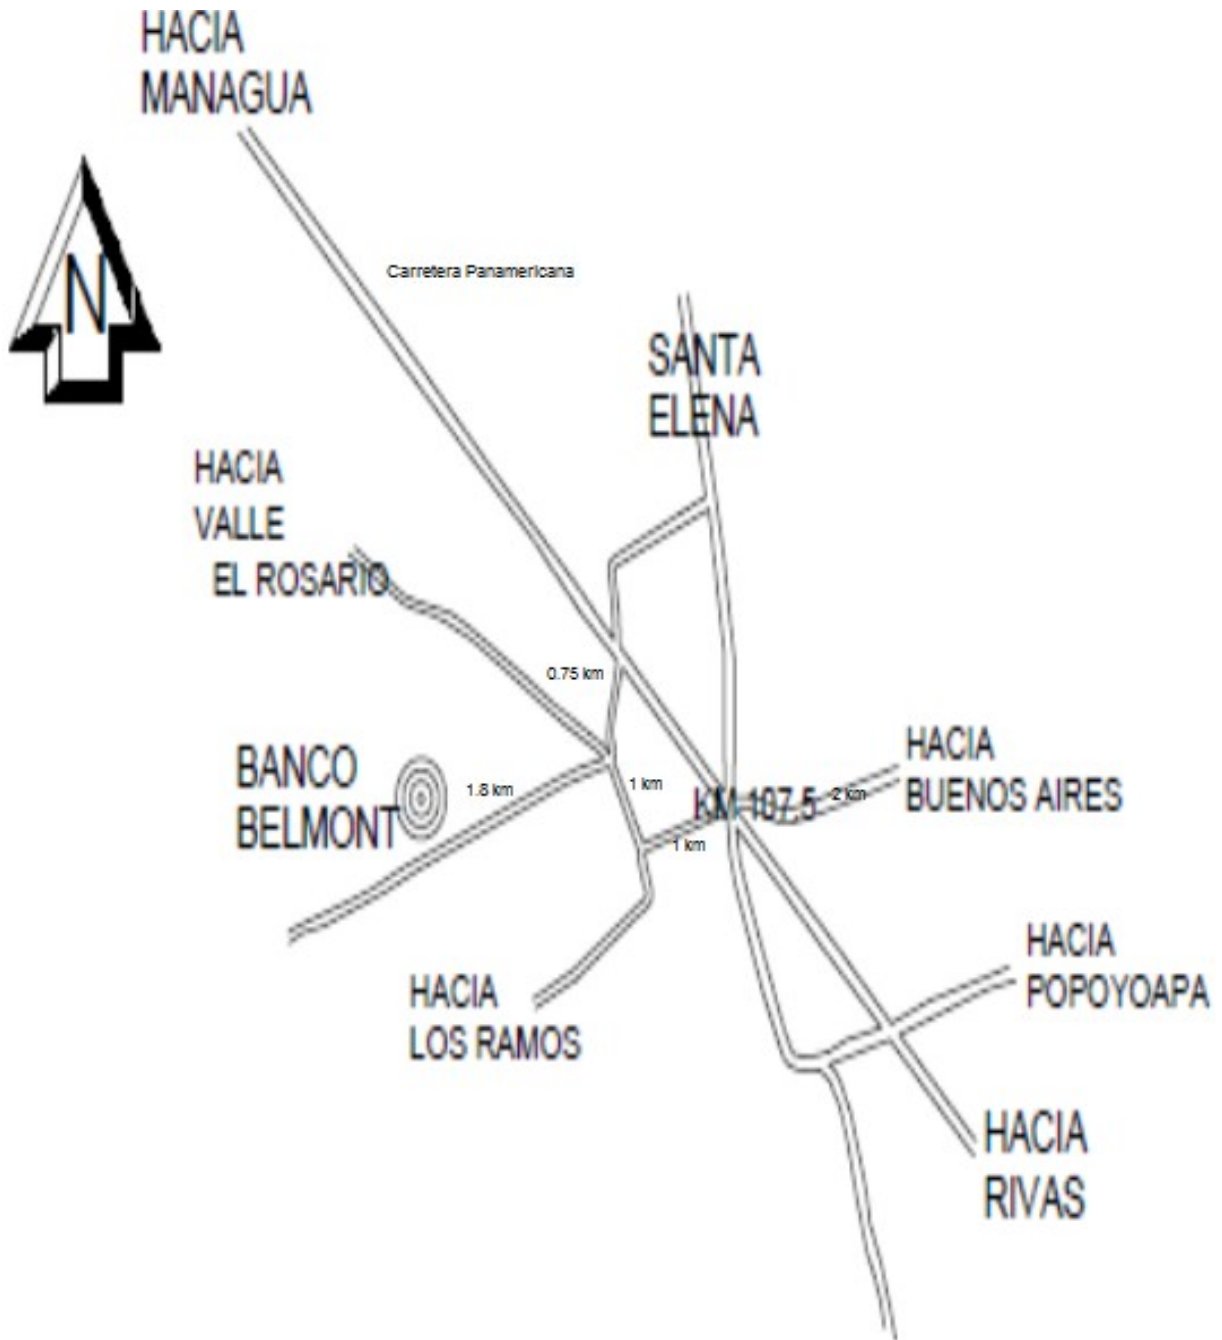 HACIA
MANAGUA
Carretera Panamericana
N
SANTA
ELENA
HACIA
VALLE
EL ROSARIO
0.75 km
BANCO
BELMONT
1.8 km
1 km
KM 107.5
2 km
HACIA
BUENOS AIRES
1 km
HACIA
LOS RAMOS
HACIA
POPOYOAPA
HACIA
RIVAS